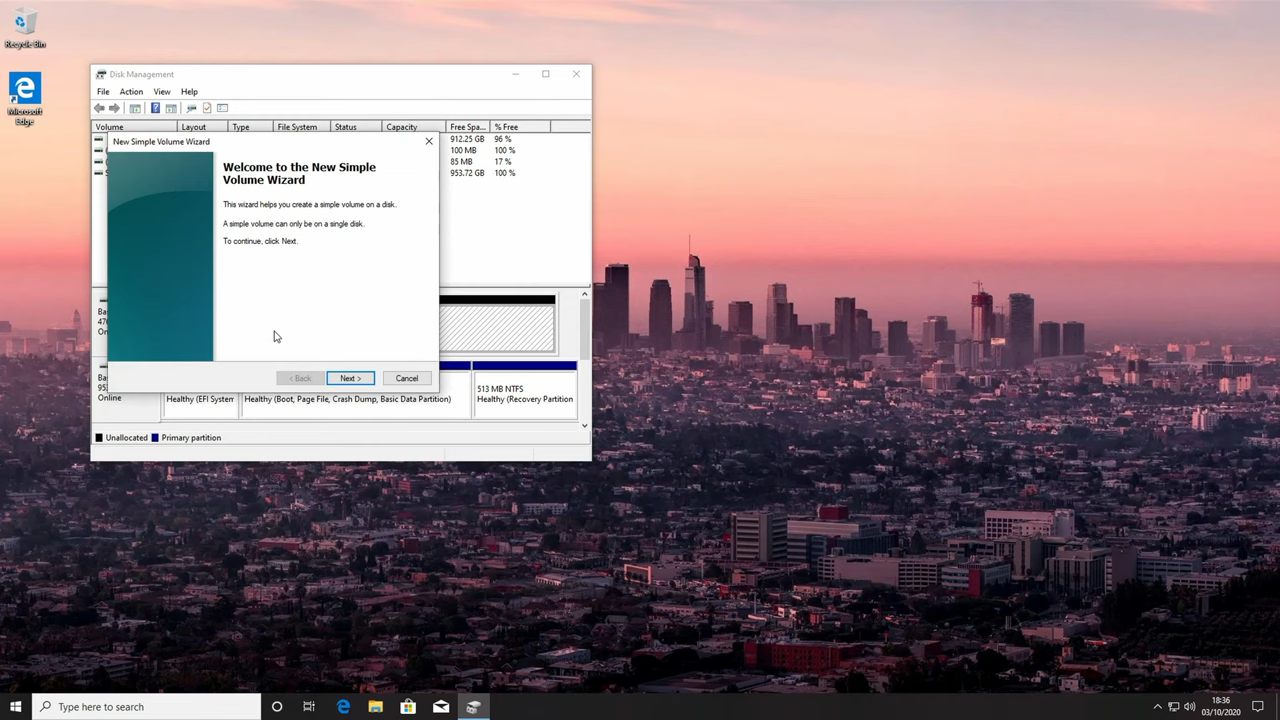 Recycle Bin
Microsoft
Edge
Disk Management
File Action View Help
Volume Layout Type File System Status Capacity Free Spa... % Free
912.25 GB 96 %
100 MB 100 %
85 MB 17 %
953.72 GB 100 %
New Simple Volume Wizard
Welcome to the New Simple
Volume Wizard
This wizard helps you create a simple volume on a disk.
A simple volume can only be on a single disk.
To continue, click Next.
< Back Next > Cancel
Ba
476
On
Ba
95
Online
Healthy (EFI System
Healthy (Boot, Page File, Crash Dump, Basic Data Partition)
513 MB NTFS
Healthy (Recovery Partition
Unallocated Primary partition
Type here to search
18:36
03/10/2020